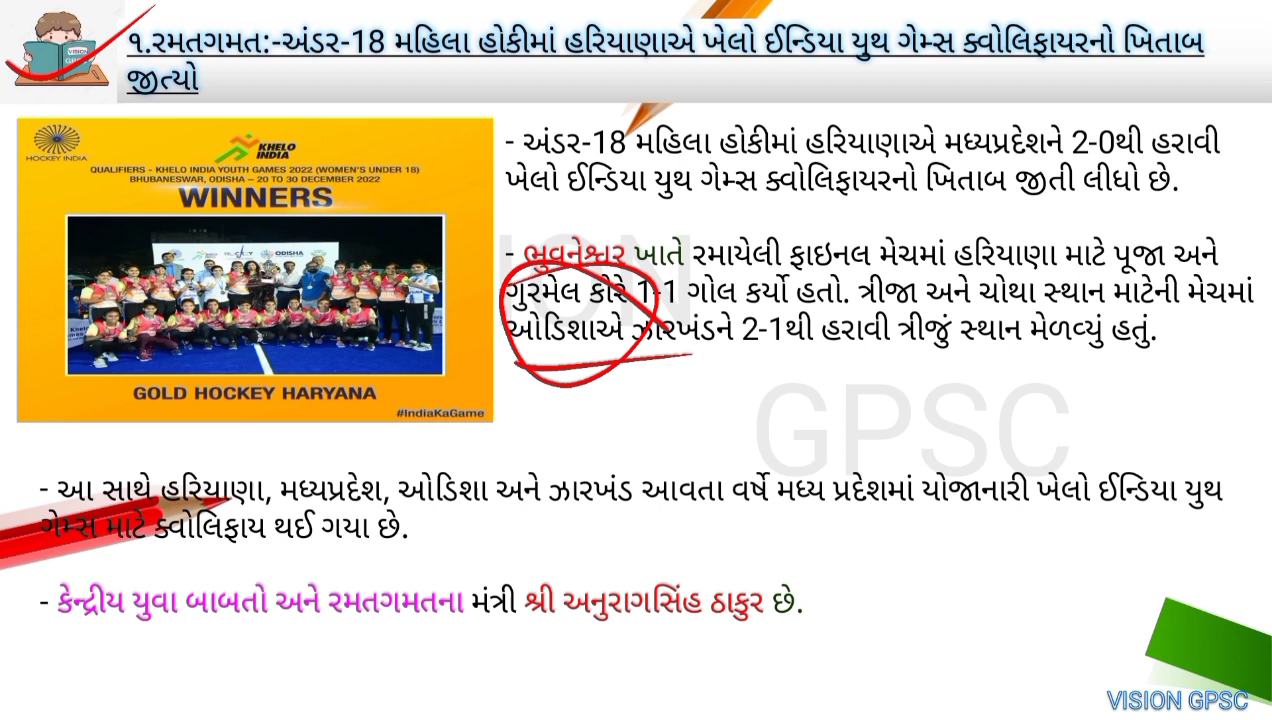 VISION
GPSC
૧.રમતગમત:-અંડર-18 મહિલા હોકીમાં હરિયાણાએ ખેલો ઈન્ડિયા યુથ ગેમ્સ ક્વોલિફાયરનો ખિતાબ
જીત્યો
HOCKEY INDIA
KHELO
INDIA
QUALIFIERS - KHELO INDIA YOUTH GAMES 2022 (WOMEN'S UNDER 18)
BHUBANESWAR, ODISHA – 20 TO 30 DECEMBER 2022
WINNERS
ODISHA
GOLD HOCKEY HARYANA
#IndiaKaGame
- અંડર-18 મહિલા હોકીમાં હરિયાણાએ મધ્યપ્રદેશને 2-0થી હરાવી
ખેલો ઈન્ડિયા યુથ ગેમ્સ ક્વોલિફાયરનો ખિતાબ જીતી લીધો છે.
- ભુવનેશ્વર ખાતે રમાયેલી ફાઇનલ મેચમાં હરિયાણા માટે પૂજા અને
ગુરમેલ કૌરે 1-1 ગોલ કર્યો હતો. ત્રીજા અને ચોથા સ્થાન માટેની મેચમાં
ઓડિશાએ ઝારખંડને 2-1થી હરાવી ત્રીજું સ્થાન મેળવ્યું હતું.
GPSC
- આ સાથે હરિયાણા, મધ્યપ્રદેશ, ઓડિશા અને ઝારખંડ આવતા વર્ષે મધ્ય પ્રદેશમાં યોજાનારી ખેલો ઈન્ડિયા યુથ
ગેમ્સ માટે ક્વોલિફાય થઈ ગયા છે.
- કેન્દ્રીય યુવા બાબતો અને રમતગમતના મંત્રી શ્રી અનુરાગસિંહ ઠાકુર છે.
VISION GPSC